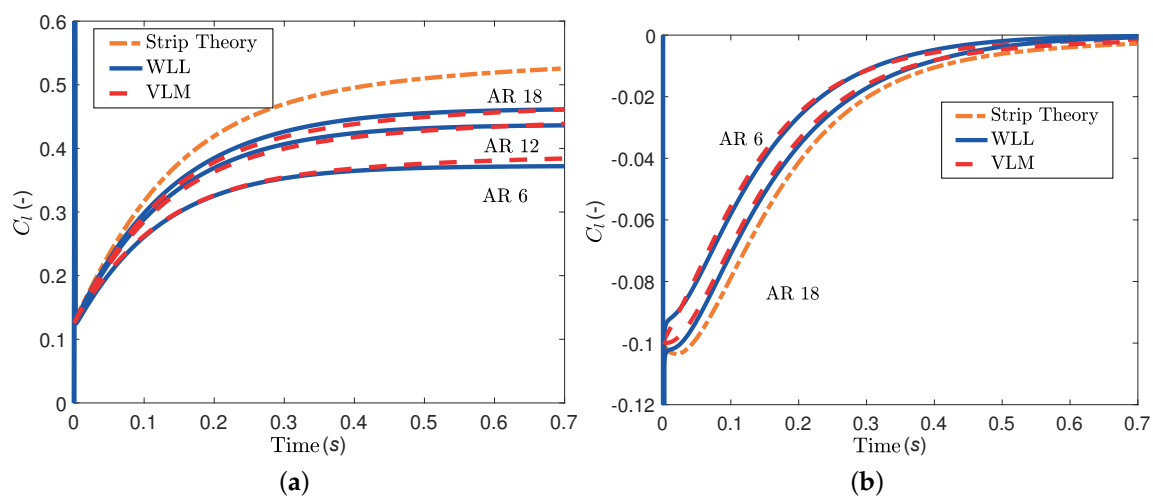 0.6
0.5
0.4
0.3
0.2
0.1
0
C_l (-)
Strip Theory
WLL
VLM
AR 18
AR 12
AR 6
0 0.1 0.2 0.3 0.4 0.5 0.6 0.7
Time (s)
(a)
0
-0.02
-0.04
-0.06
-0.08
-0.1
-0.12
C_l (-)
Strip Theory
WLL
VLM
AR 6
AR 18
0 0.1 0.2 0.3 0.4 0.5 0.6 0.7
Time (s)
(b)